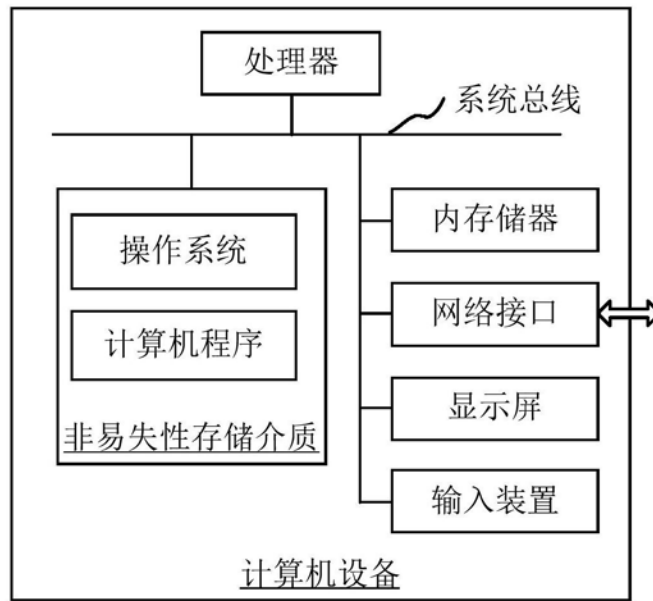 处理器
系统总线
操作系统
计算机程序
非易失性存储介质
内存储器
网络接口
显示屏
输入装置
计算机设备